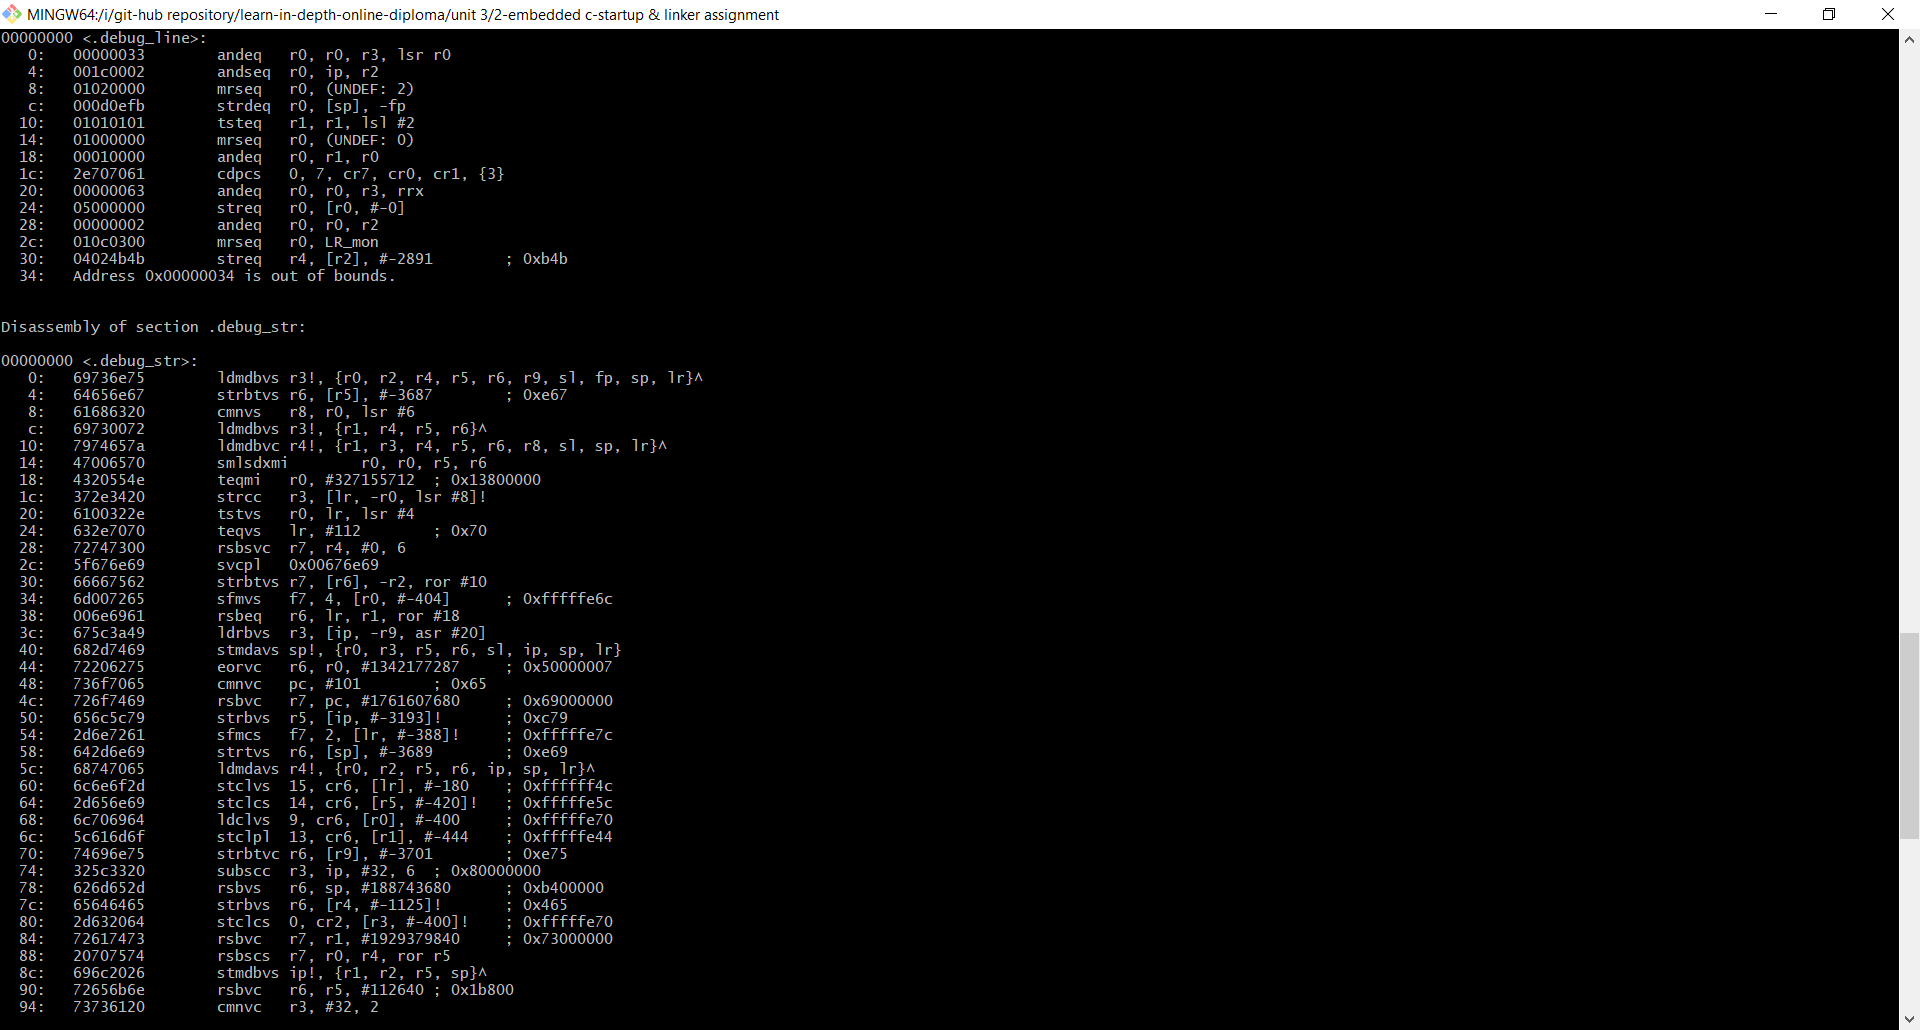 MINGW64:/i/git-hub repository/learn-in-depth-online-diploma/unit 3/2-embedded c-startup & linker assignment
00000000 <.debug_line>:
   0:   00000033        andeq   r0, r0, r3, lsr r0
   4:   001c0002        andseq  r0, ip, r2
   8:   01020000        mrseq   r0, (UNDEF: 2)
   c:   000d0efb        strdeq  r0, [sp], -fp
  10:   01010101        tsteq   r1, r1, lsl #2
  14:   01000000        mrseq   r0, (UNDEF: 0)
  18:   00010000        andeq   r0, r1, r0
  1c:   2e707061        cdpcs   0, 7, cr7, cr0, cr1, {3}
  20:   00000063        andeq   r0, r0, r3, rrx
  24:   05000000        streq   r0, [r0, #-0]
  28:   00000002        andeq   r0, r0, r2
  2c:   010c0300        mrseq   r0, LR_mon
  30:   04024b4b        streq   r4, [r2], #-2891        ; 0xb4b
  34:   Address 0x00000034 is out of bounds.
Disassembly of section .debug_str:
00000000 <.debug_str>:
   0:   69736e75        ldmdbvs r3!, {r0, r2, r4, r5, r6, r9, sl, fp, sp, lr}^
   4:   64656e67        strbtvs r6, [r5], #-3687        ; 0xe67
   8:   61686320        cmnvs   r8, r0, lsr #6
   c:   69730072        ldmdbvs r3!, {r1, r4, r5, r6}^
  10:   7974657a        ldmdbvc r4!, {r1, r3, r4, r5, r6, r8, sl, sp, lr}^
  14:   47006570        smlsdxmi        r0, r0, r5, r6
  18:   4320554e        teqmi   r0, #327155712  ; 0x13800000
  1c:   372e3420        strcc   r3, [lr, -r0, lsr #8]!
  20:   6100322e        tstvs   r0, lr, lsr #4
  24:   632e7070        teqvs   lr, #112        ; 0x70
  28:   72747300        rsbsvc  r7, r4, #0, 6
  2c:   5f676e69        svcpl   0x00676e69
  30:   66667562        strbtvs r7, [r6], -r2, ror #10
  34:   6d007265        sfmvs   f7, 4, [r0, #-404]      ; 0xfffffe6c
  38:   006e6961        rsbeq   r6, lr, r1, ror #18
  3c:   675c3a49        ldrbvs  r3, [ip, -r9, asr #20]
  40:   682d7469        stmdavs sp!, {r0, r3, r5, r6, sl, ip, sp, lr}
  44:   72206275        eorvc   r6, r0, #1342177287     ; 0x50000007
  48:   736f7065        cmnvc   pc, #101        ; 0x65
  4c:   726f7469        rsbvc   r7, pc, #1761607680     ; 0x69000000
  50:   656c5c79        strbvs  r5, [ip, #-3193]!       ; 0xc79
  54:   2d6e7261        sfmcs   f7, 2, [lr, #-388]!     ; 0xfffffe7c
  58:   642d6e69        strtvs  r6, [sp], #-3689        ; 0xe69
  5c:   68747065        ldmdavs r4!, {r0, r2, r5, r6, ip, sp, lr}^
  60:   6c6e6f2d        stclvs  15, cr6, [lr], #-180    ; 0xffffff4c
  64:   2d656e69        stclcs  14, cr6, [r5, #-420]!   ; 0xfffffe5c
  68:   6c706964        ldclvs  9, cr6, [r0], #-400     ; 0xfffffe70
  6c:   5c616d6f        stclpl  13, cr6, [r1], #-444    ; 0xfffffe44
  70:   74696e75        strbtvc r6, [r9], #-3701        ; 0xe75
  74:   325c3320        subscc  r3, ip, #32, 6  ; 0x80000000
  78:   626d652d        rsbvs   r6, sp, #188743680      ; 0xb400000
  7c:   65646465        strbvs  r6, [r4, #-1125]!       ; 0x465
  80:   2d632064        stclcs  0, cr2, [r3, #-400]!    ; 0xfffffe70
  84:   72617473        rsbvc   r7, r1, #1929379840     ; 0x73000000
  88:   20707574        rsbscs  r7, r0, r4, ror r5
  8c:   696c2026        stmdbvs ip!, {r1, r2, r5, sp}^
  90:   72656b6e        rsbvc   r6, r5, #112640 ; 0x1b800
  94:   73736120        cmnvc   r3, #32, 2